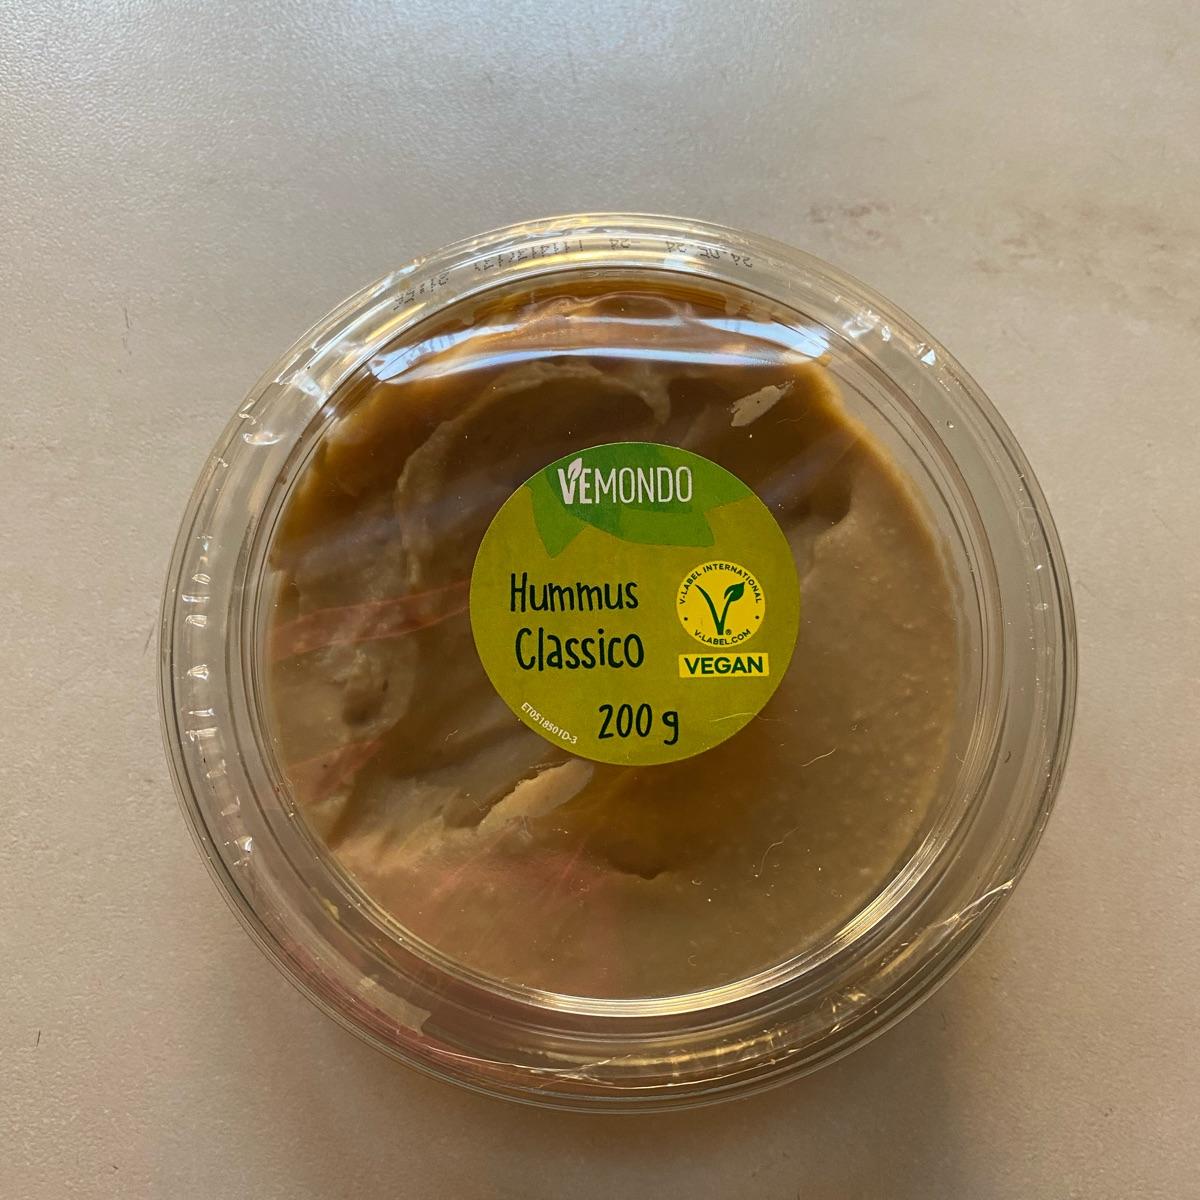 VEMONDO
Hummus
Classico
200 g
V-LABEL INTERNATIONAL
V-LABEL.COM
VEGAN
ET0518501D-3